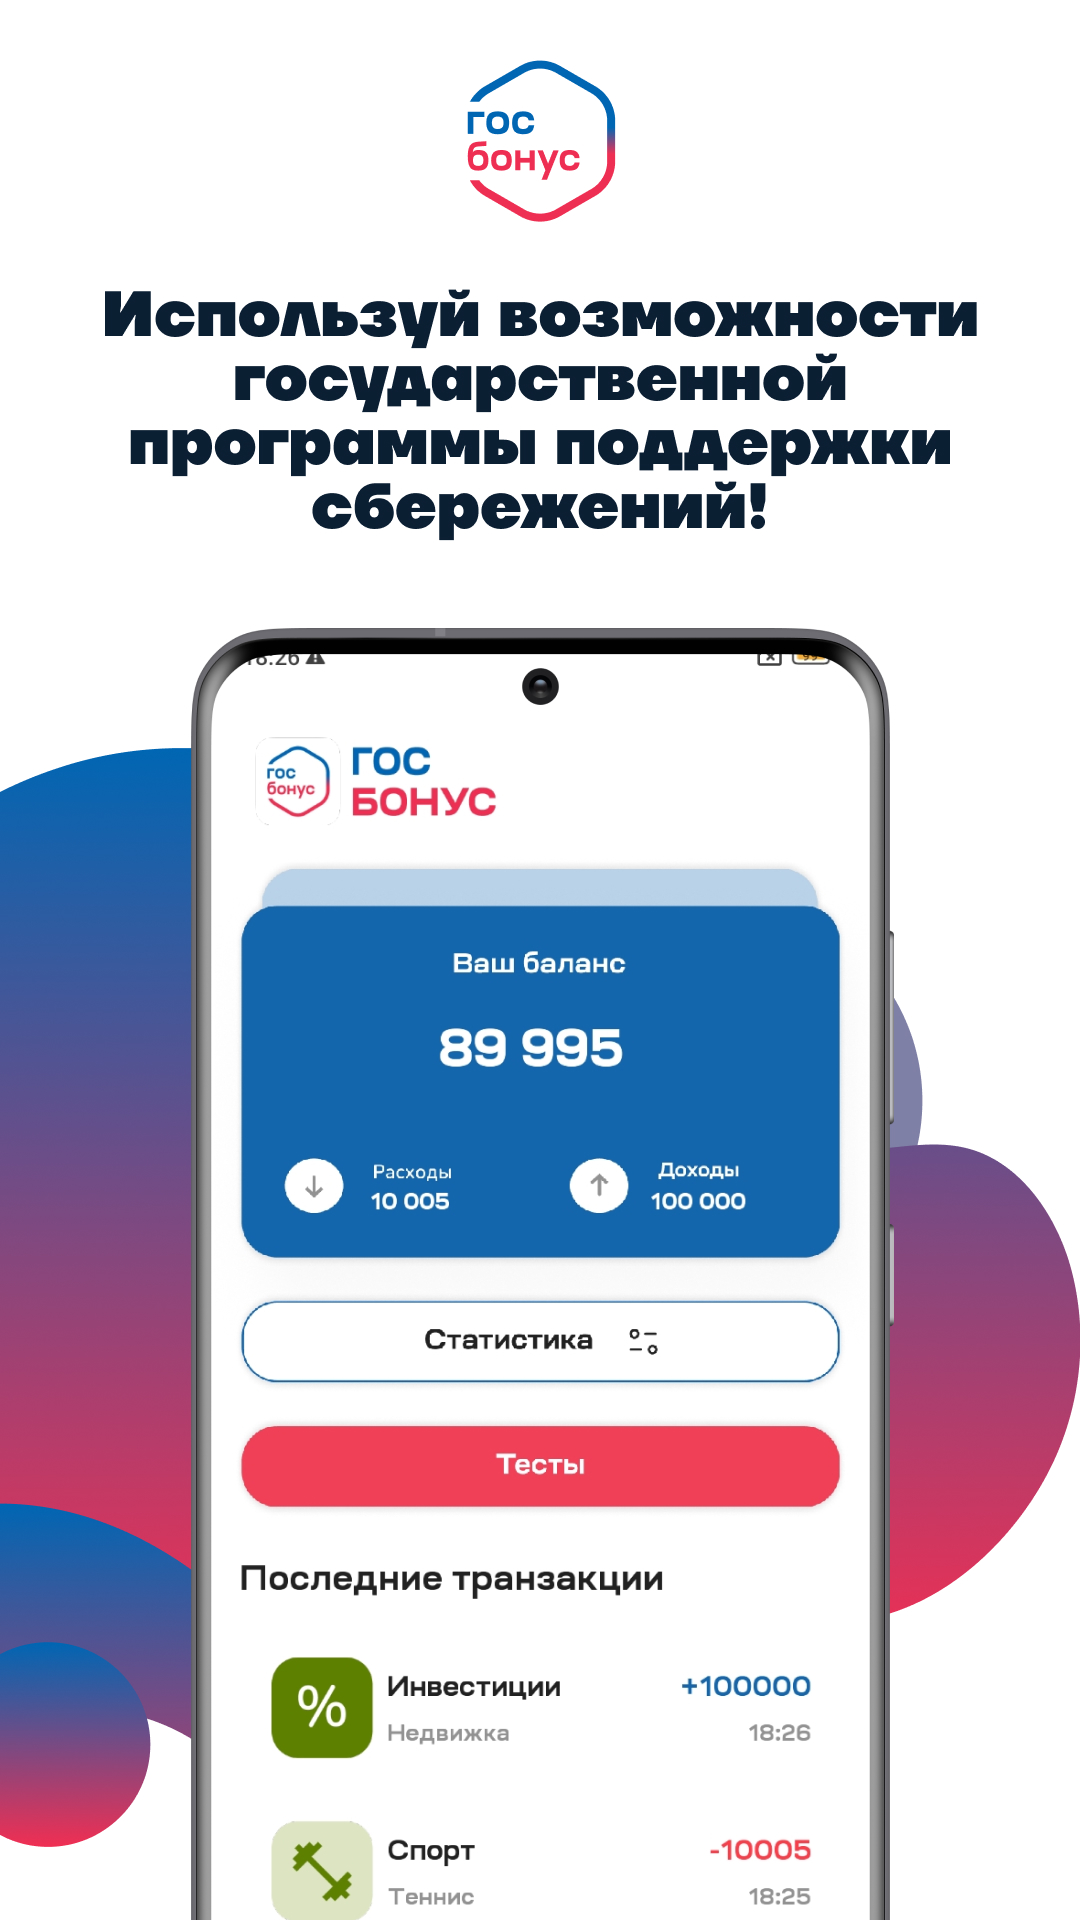 гос
бонус
Используй возможности
государственной
программы поддержки
сбережений!
18:26
99
гос
бонус
ГОС
БОНУС
Ваш баланс
89 995
Расходы
Доходы
10 005
100 000
Статистика
Тесты
Последние транзакции
%
Инвестиции
+100000
Недвижка
18:26
Спорт
-10005
Теннис
18:25